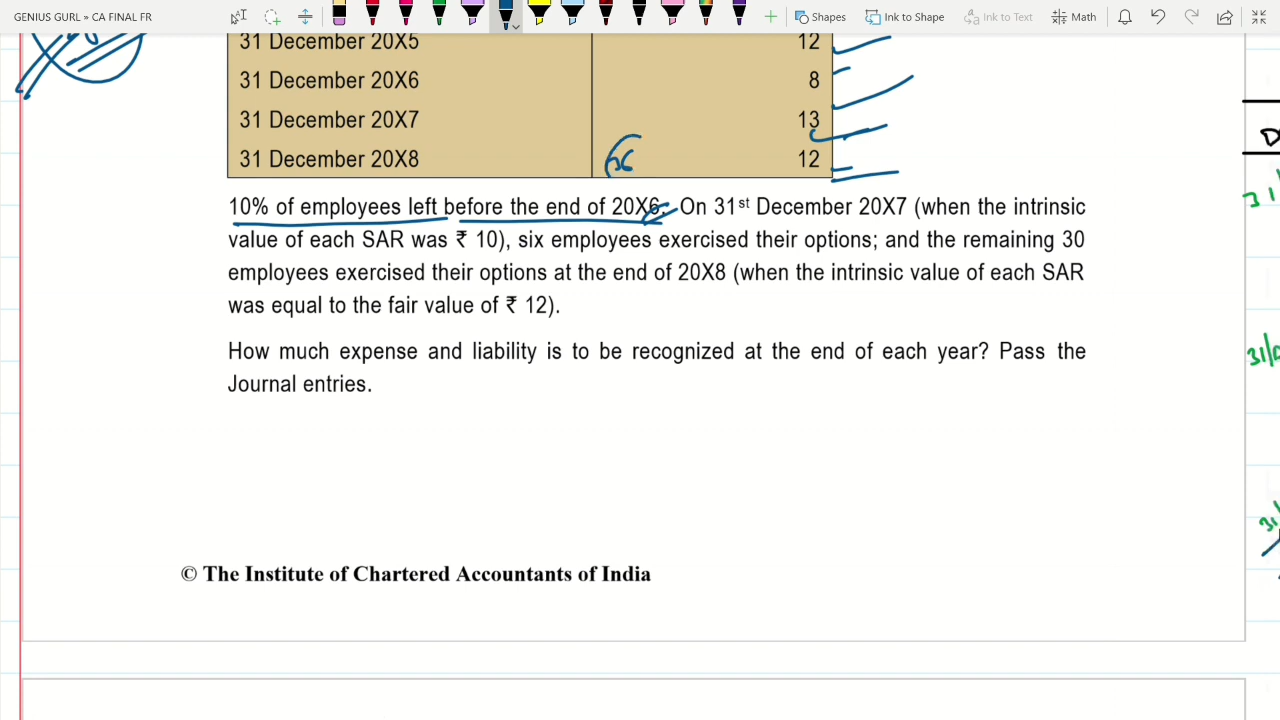 GENIUS GURL » CA FINAL FR
Shapes
Ink to Shape
Ink to Text
Math
31 December 20X5 12
31 December 20X6 8
31 December 20X7 13
31 December 20X8 12
10% of employees left before the end of 20X6. On 31st December 20X7 (when the intrinsic
value of each SAR was ₹ 10), six employees exercised their options; and the remaining 30
employees exercised their options at the end of 20X8 (when the intrinsic value of each SAR
was equal to the fair value of ₹ 12).
How much expense and liability is to be recognized at the end of each year? Pass the
Journal entries.
© The Institute of Chartered Accountants of India